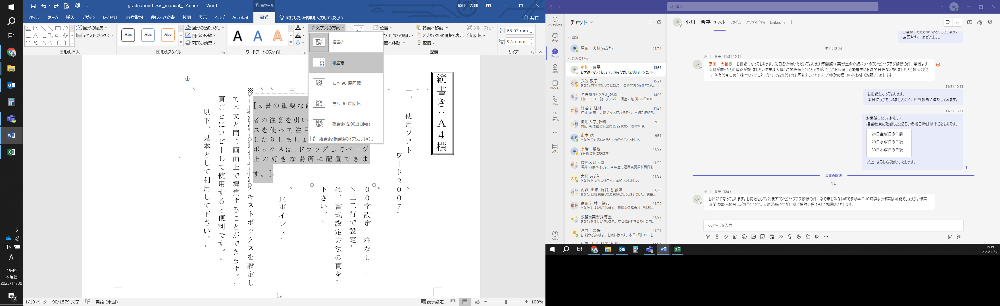 graduationthesis_manual_TY.docx - Word
描画ツール
原田 大輔
ファイル ホーム 挿入 デザイン レイアウト 参考資料 差し込み文書 校閲 表示 ヘルプ Acrobat 書式 実行したい作業を入力してください 共有
図形の編集
テキスト ボックス
図形の挿入
Abc Abc Abc
図形の塗りつぶし
図形の枠線
図形の効果
図形のスタイル
A A A
ワードアートのスタイル
文字列の方向
位置
字列の折り返し
面へ移動
背面へ移動
オブジェクトの選択と表示
配置
グループ化
回転
配置
68.03 mm
92.5 mm
サイズ
横書き
縦書き
右へ 90 度回転
左へ 90 度回転
横書き(左90度回転)
縦書きと横書きのオプション(X)...
縦書き：A4横
一、 使用ソフト
ワード2007
00字設定 注なし
×三二行で設定
は、書式設定方法の頁を
下さい。
三
14ポイント
※
キストボックスを設定し
て本文と同じ画面上で編集することができます。
頁ごとにコピーして使用すると便利です。
以下、見本として利用して下さい。
[文書の重要な部
者の注意を引い
スを使って注目
したりしましょ
ボックスは、ドラッグしてページ
上の好きな場所に配置できま
す。]
1
1/10 ページ 90/1579 文字 英語 (米国) 表示設定 100%
A
15:49
木曜日
2023/11/30
12
検索
アクティビティ
チーム
チャット
課題
カレンダー
通話
ファイル
アプリ
ヘルプ
チャット
固定
原田 大輔(あなた) 11/24
最近のチャット
小川 晋平 15:37
お世話になっております。お待たせしておりますコンセント...
衣笠 敦子 15:21
あなた: 内容確認いたしました。長時間おつかれさまで...
名古屋キャンパス_教務 14:03
村田: コース一覧 : プライベート個室×肉バル 29○TOK...
竹谷 と 紅林 11:34
紅林: 原田 大輔 さま お疲れ様です。 早速ご連絡を...
同朋大学_教務 9:32
村田: 報恩講の仮出席表 221005 鈴木和貴
山本 稔 9:31
あなた: ご対応いただきありがとうございました。
平岩 嗣也 11/29
3分後に下におります
教務＆研究室 11/29
酒井: お疲れ様です。 4 年生の題目変更届が明日ま...
大村 あずさ 11/29
あなた: おつかれさまです。 承知いたしました。
内藤, 田畑, 竹谷, と 藤嶽 11/29
あなた: 日程調整いただきありがとうございました。 調整...
富田 と 林 裕起 11/29
あなた: おはようございます。 電翔の保護者ポータル説...
教務&実習指導室 11/27
あなた: おはようございます。 本日の朝打ち合わせの内...
酒井 奈桜 11/27
おはようございます。お疲れ様です。本日1限にJ502を...
小川 晋平 チャット ファイル アクティビティ LinkedIn
ご連絡いただきありがとうございます。
確認させていただきます。
年11月21日
小川 晋平 11/21 10:51
原田 大輔様 お世話になっております。先日ご依頼いただいております博聞館1F実習室の介護ベットのコンセントプラグ修繕の件、業者より
部材が揃ったとの連絡がありました。作業は大体1時間程度とのことですが、どこかお邪魔して問題無いお時間日程などありましたらご教示くださ
い。例えば今日の午後空いているということであればそれも可能とのことです。ご検討の程、何卒よろしくお願いいたします。
11/21 10:55
お世話になっております。
本日使うかもしれませんので、担当教員に確認してみます。
11/21 13:31
お世話になっております。
担当教員に確認したところ、候補日時は以下のとおりです。
24日金曜日の午前
29日水曜日の午後
30日木曜日の午後
以上、よろしくお願いいたします。
最後の既読
今日
小川 晋平 15:37
お世話になっております。お待たせしておりますコンセントプラグ修繕の件、急で申し訳ないのですが本日16時頃より作業は可能でしょうか。作業
時間は30～40分ほどの予定です。大変恐縮ですが何卒ご検討の程よろしくお願いいたします。
メッセージを入力
15:49
2023/11/30